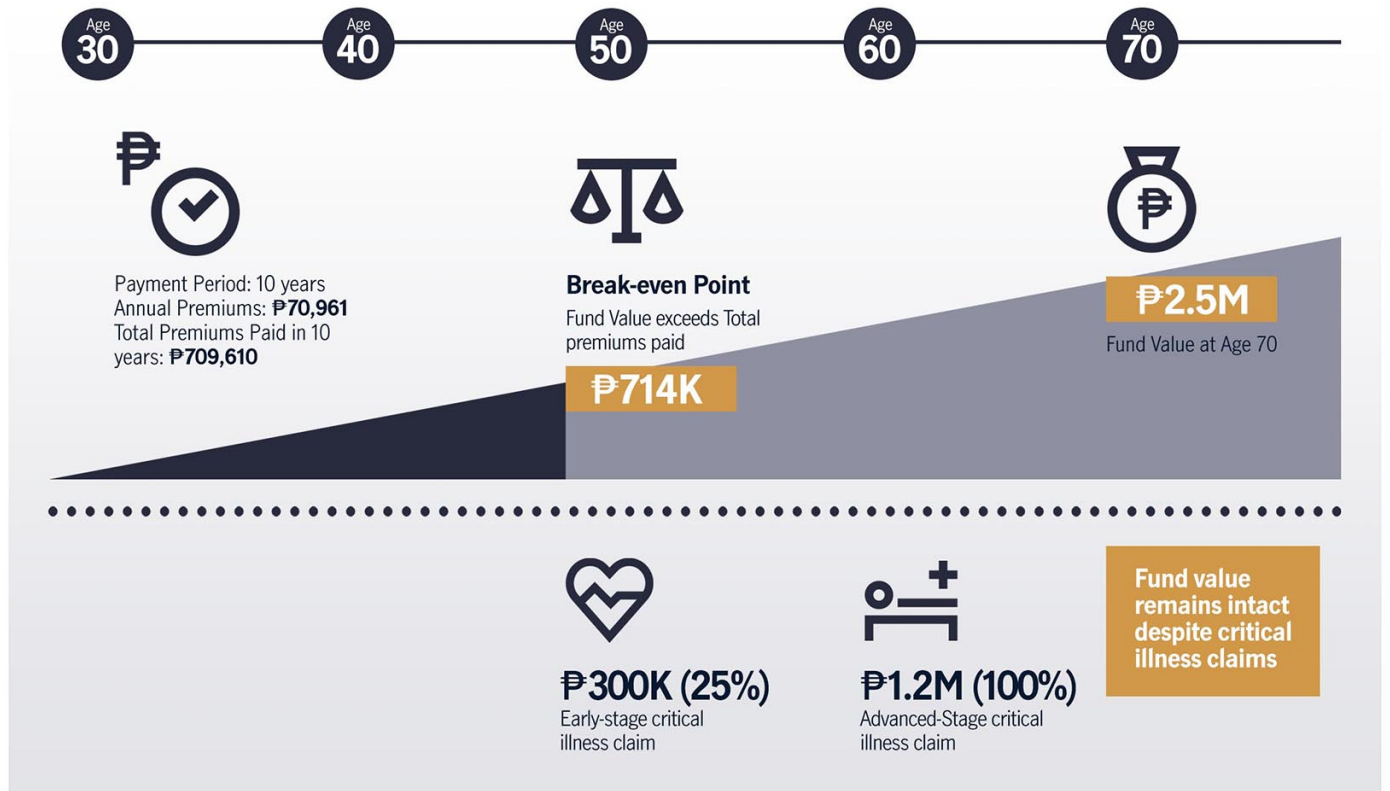 Age
30
Age
40
Age
50
Age
60
Age
70
₱
Payment Period: 10 years
Annual Premiums: ₱70,961
Total Premiums Paid in 10
years: ₱709,610
Break-even Point
Fund Value exceeds Total
premiums paid
₱714K
₱
₱2.5M
Fund Value at Age 70
₱300K (25%)
Early-stage critical
illness claim
₱1.2M (100%)
Advanced-Stage critical
illness claim
Fund value
remains intact
despite critical
illness claims